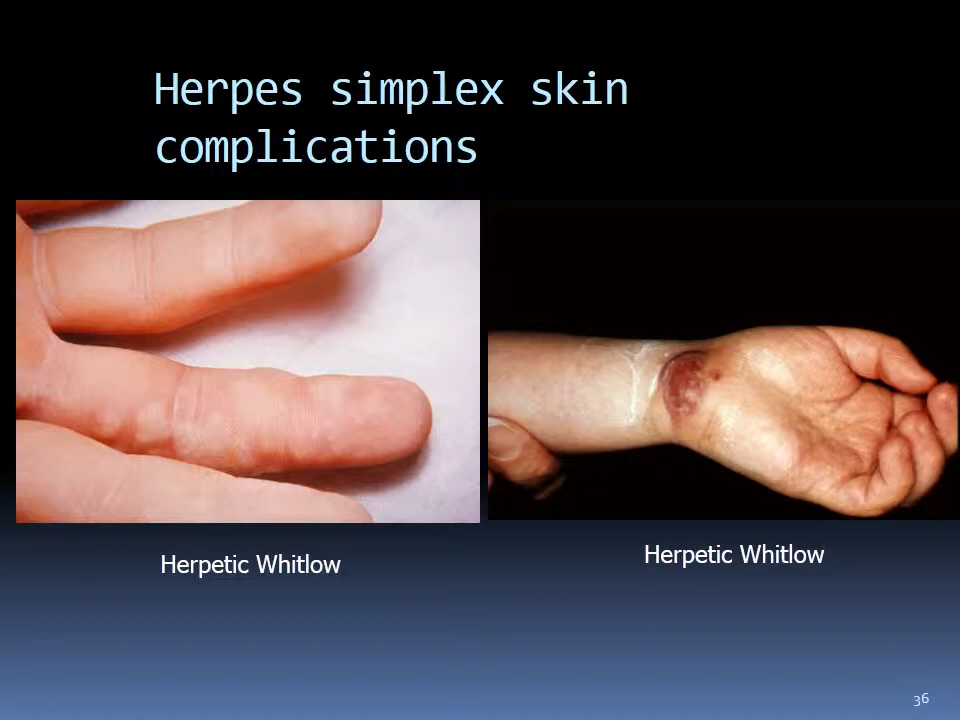 Herpes simplex skin
complications
Herpetic Whitlow
Herpetic Whitlow
36